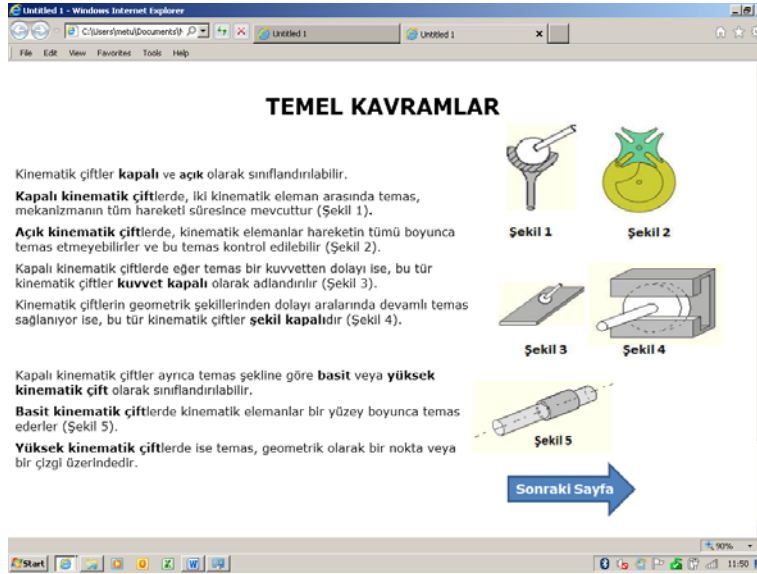 Untitled 1 - Windows Internet Explorer
C:\Users\metu\Documents\
Untitled 1
Untitled 1
File Edit View Favorites Tools Help
TEMEL KAVRAMLAR
Kinematik çiftler kapalı ve açık olarak sınıflandırılabilir.
Kapalı kinematik çiftlerde, iki kinematik eleman arasında temas,
mekanizmanın tüm hareketi süresince mevcuttur (Şekil 1).
Açık kinematik çiftlerde, kinematik elemanlar hareketin tümü boyunca
temas etmeyebilirler ve bu temas kontrol edilebilir (Şekil 2).
Kapalı kinematik çiftlerde eğer temas bir kuvvetten dolayı ise, bu tür
kinematik çiftler kuvvet kapalı olarak adlandırılır (Şekil 3).
Kinematik çiftlerin geometrik şekillerinden dolayı aralarında devamlı temas
sağlanıyor ise, bu tür kinematik çiftler şekil kapalıdır (Şekil 4).
Kapalı kinematik çiftler ayrıca temas şekline göre basit veya yüksek
kinematik çift olarak sınıflandırılabilir.
Basit kinematik çiftlerde kinematik elemanlar bir yüzey boyunca temas
ederler (Şekil 5).
Yüksek kinematik çiftlerde ise temas, geometrik olarak bir nokta veya
bir çizgi üzerindedir.
Şekil 1
Şekil 2
Şekil 3
Şekil 4
Şekil 5
Sonraki Sayfa
90%
Start
11:50